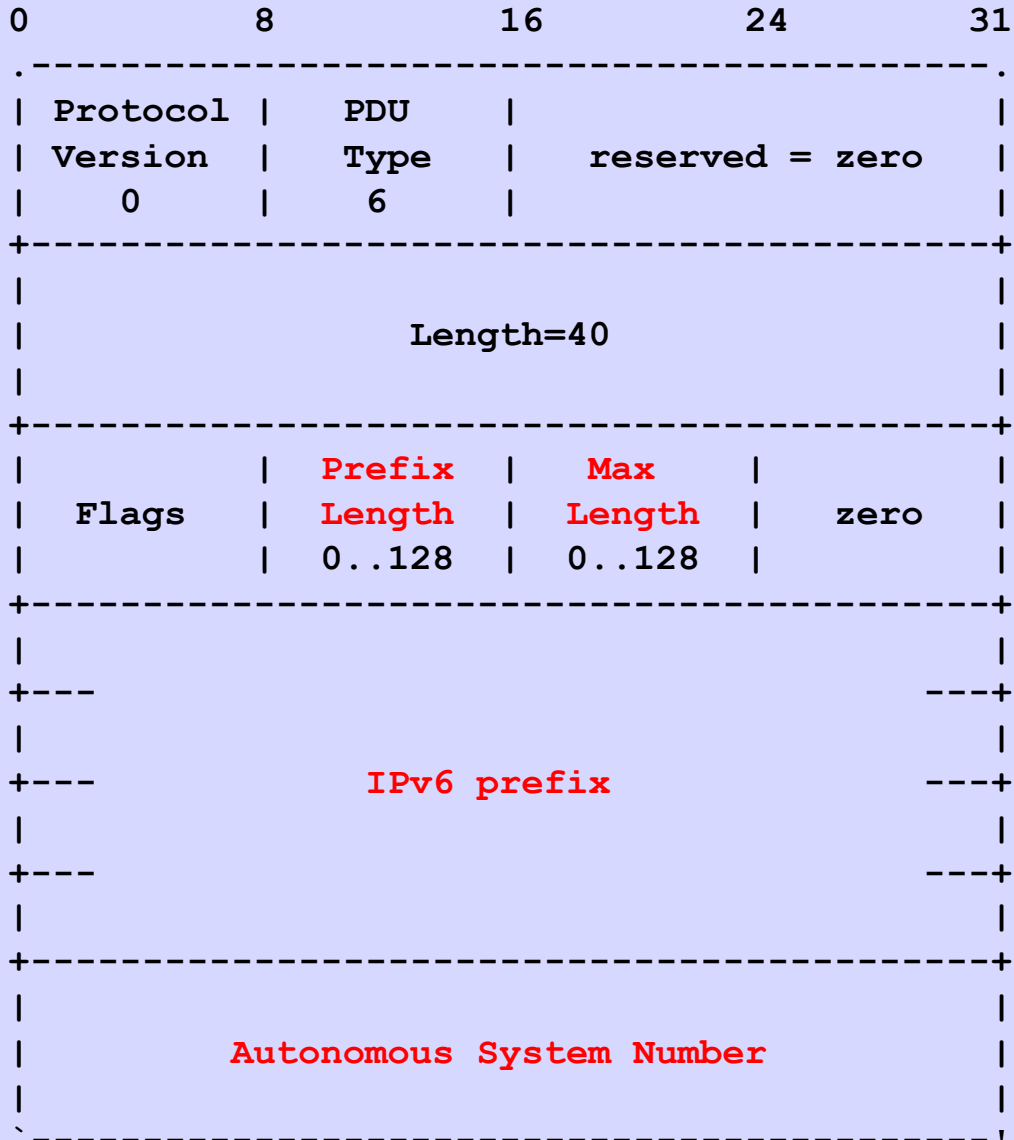 0 8 16 24 31
.-----------------------------------------.
| Protocol | PDU | |
| Version | Type | reserved = zero |
| 0 | 6 | |
+-----------------------------------------+
| |
| Length=40 |
| |
+-----------------------------------------+
| | Prefix | Max | |
| Flags | Length | Length | zero |
| | 0..128 | 0..128 | |
+-----------------------------------------+
| |
+--- ---+
| |
+--- IPv6 prefix ---+
| |
+--- ---+
| |
+-----------------------------------------+
| |
| Autonomous System Number |
| |
`-----------------------------------------'